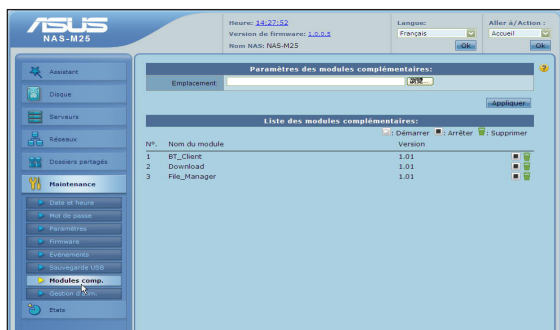 ASUS
NAS-M25
Heure: 14:27:52
Version de firmware: 1.0.0.5
Nom NAS: NAS-M25
Langue:
Français
Ok
Aller à/Action :
Accueil
Ok
Assistant
Disque
Serveurs
Réseaux
Dossiers partagés
Maintenance
Date et heure
Mot de passe
Paramètres
Firmware
Evénements
Sauvegarde USB
Modules comp.
Etats
Paramètres des modules complémentaires:
Emplacement:
Appliquer
Liste des modules complémentaires:
: Démarrer : Arrêter : Supprimer
Nº. Nom du module Version
1 BT_Client 1.01
2 Download 1.01
3 File_Manager 1.01